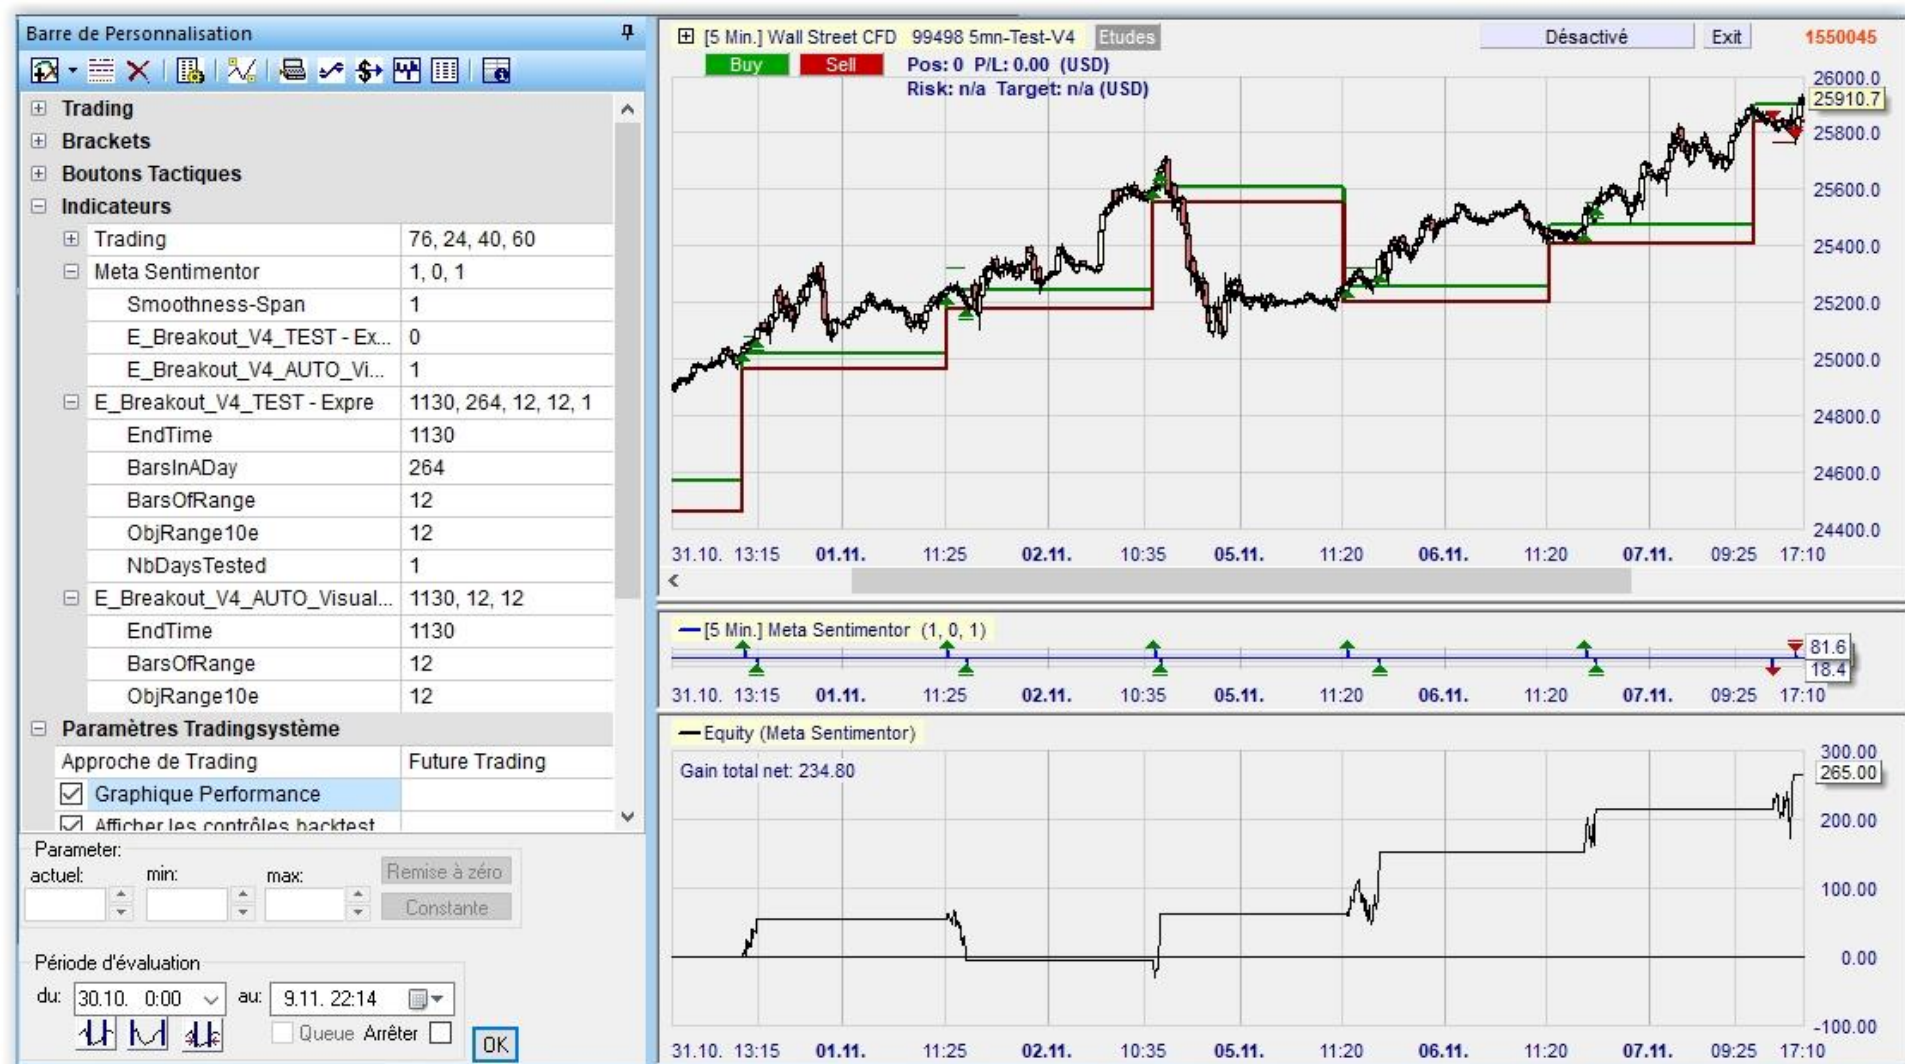 Barre de Personnalisation
Trading
Brackets
Boutons Tactiques
Indicateurs
Trading 76, 24, 40, 60
Meta Sentimentor 1, 0, 1
Smoothness-Span 1
E_Breakout_V4_TEST - Ex... 0
E_Breakout_V4_AUTO_Vi... 1
E_Breakout_V4_TEST - Expre 1130, 264, 12, 12, 1
EndTime 1130
BarsInADay 264
BarsOfRange 12
ObjRange10e 12
NbDaysTested 1
E_Breakout_V4_AUTO_Visual... 1130, 12, 12
EndTime 1130
BarsOfRange 12
ObjRange10e 12
Paramètres Tradingsystème
Approche de Trading Future Trading
Graphique Performance
Afficher les contrôles backtest
Parameter:
actuel: min: max: Remise à zéro
Constante
Période d'évaluation
du: 30.10. 0:00 au: 9.11. 22:14
Queue Arrêter OK
[5 Min.] Wall Street CFD 99498 5mn-Test-V4 Etudes Désactivé Exit 1550045
Buy Sell Pos: 0 P/L: 0.00 (USD)
Risk: n/a Target: n/a (USD)
26000.0
25910.7
25800.0
25600.0
25400.0
25200.0
25000.0
24800.0
24600.0
24400.0
31.10. 13:15 01.11. 11:25 02.11. 10:35 05.11. 11:20 06.11. 11:20 07.11. 09:25 17:10
[5 Min.] Meta Sentimentor (1, 0, 1)
81.6
18.4
31.10. 13:15 01.11. 11:25 02.11. 10:35 05.11. 11:20 06.11. 11:20 07.11. 09:25 17:10
Equity (Meta Sentimentor)
Gain total net: 234.80
300.00
265.00
200.00
100.00
0.00
-100.00
31.10. 13:15 01.11. 11:25 02.11. 10:35 05.11. 11:20 06.11. 11:20 07.11. 09:25 17:10